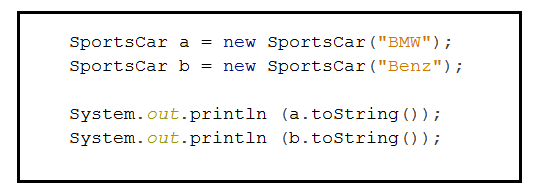 SportsCar a = new SportsCar("BMW");
SportsCar b = new SportsCar("Benz");
System.out.println (a.toString());
System.out.println (b.toString());